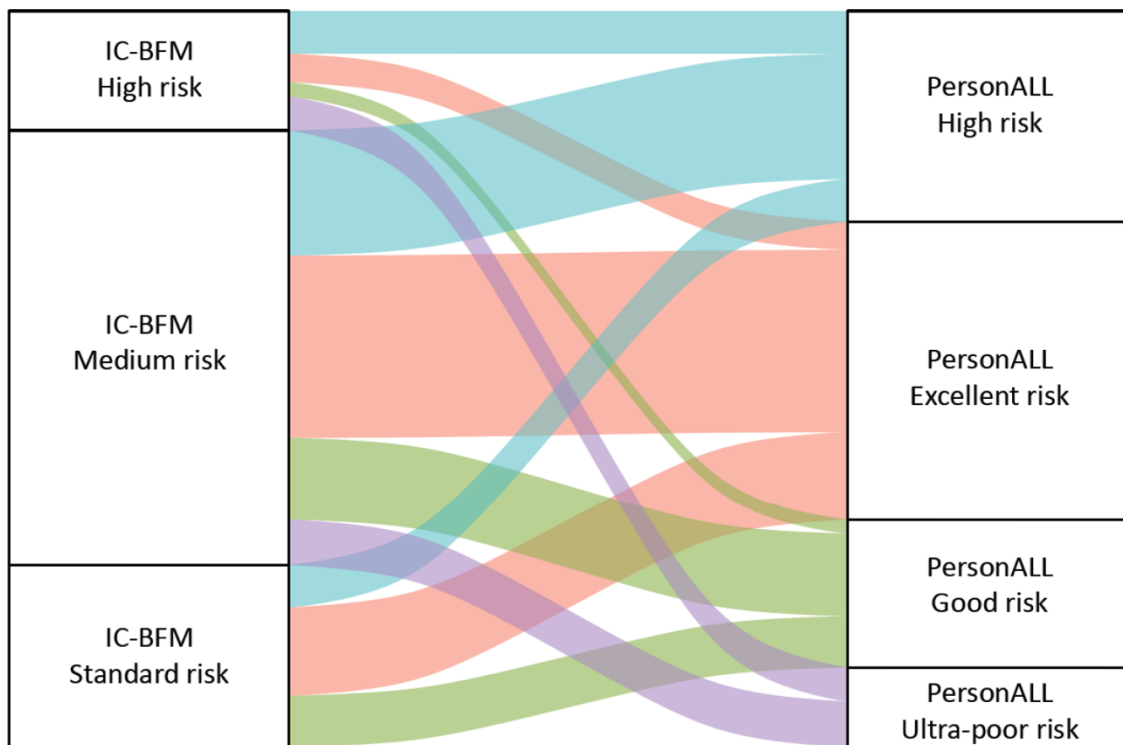 IC-BFM
High risk
IC-BFM
Medium risk
IC-BFM
Standard risk
PersonALL
High risk
PersonALL
Excellent risk
PersonALL
Good risk
PersonALL
Ultra-poor risk